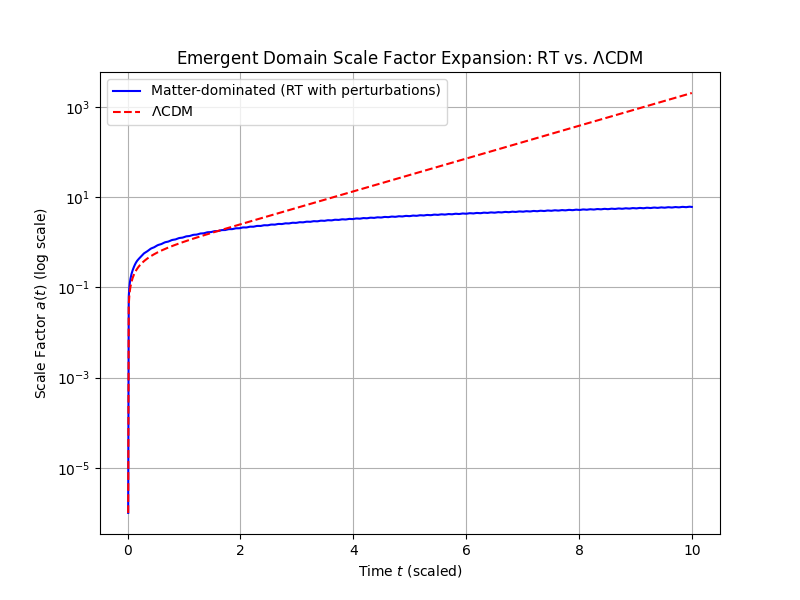 Emergent Domain Scale Factor Expansion: RT vs. ΛCDM
Matter-dominated (RT with perturbations)
ΛCDM
Scale Factor a(t) (log scale)
10³
10¹
10⁻¹
10⁻³
10⁻⁵
0 2 4 6 8 10
Time t (scaled)